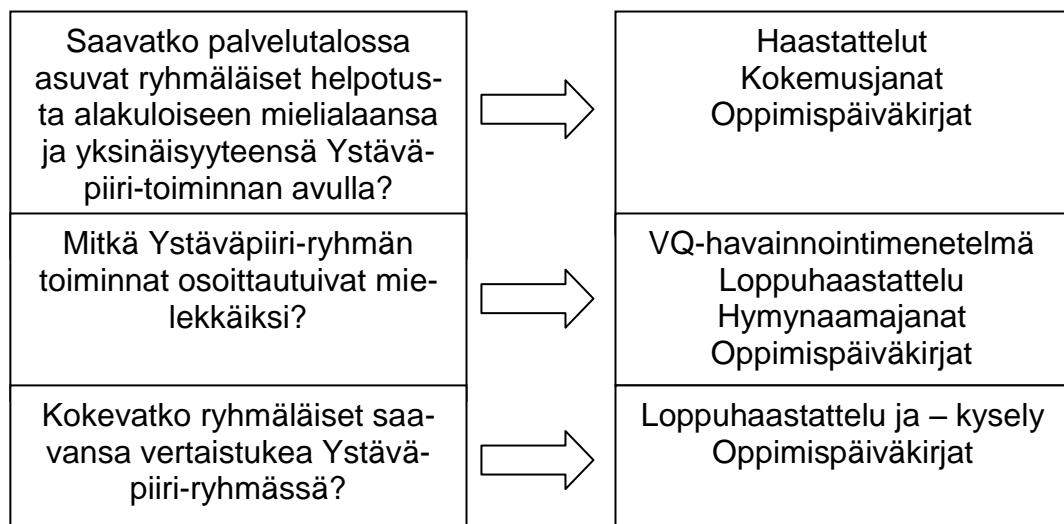 Saavatko palvelutalossa
asuvat ryhmäläiset helpotus-
ta alakuloiseen mielialaansa
ja yksinäisyyteensä Ystävä-
piiri-toiminnan avulla?
Haastattelut
Kokemusjanat
Oppimispäiväkirjat
Mitkä Ystäväpiiri-ryhmän
toiminnat osoittautuivat mie-
lekkäiksi?
VQ-havainnointimenetelmä
Loppuhaastattelu
Hymynaamajanat
Oppimispäiväkirjat
Kokevatko ryhmäläiset saa-
vansa vertaistukea Ystävä-
piiri-ryhmässä?
Loppuhaastattelu ja – kysely
Oppimispäiväkirjat